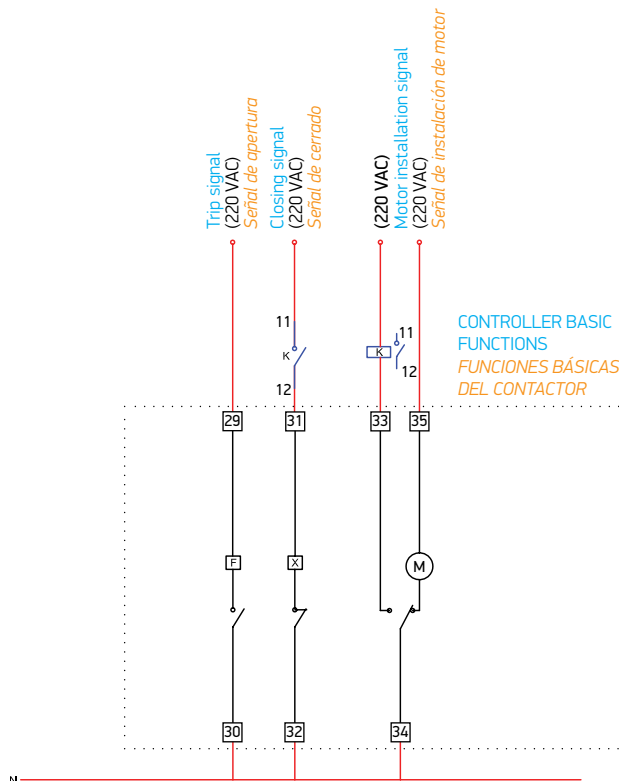 Trip signal
(220 VAC)
Señal de apertura
Closing signal
(220 VAC)
Señal de cerrado
(220 VAC)
Motor installation signal
(220 VAC)
Señal de instalación de motor
11
K
12
K
11
12
CONTROLLER BASIC
FUNCTIONS
FUNCIONES BÁSICAS
DEL CONTACTOR
29
31
33
35
F
X
M
30
32
34
N